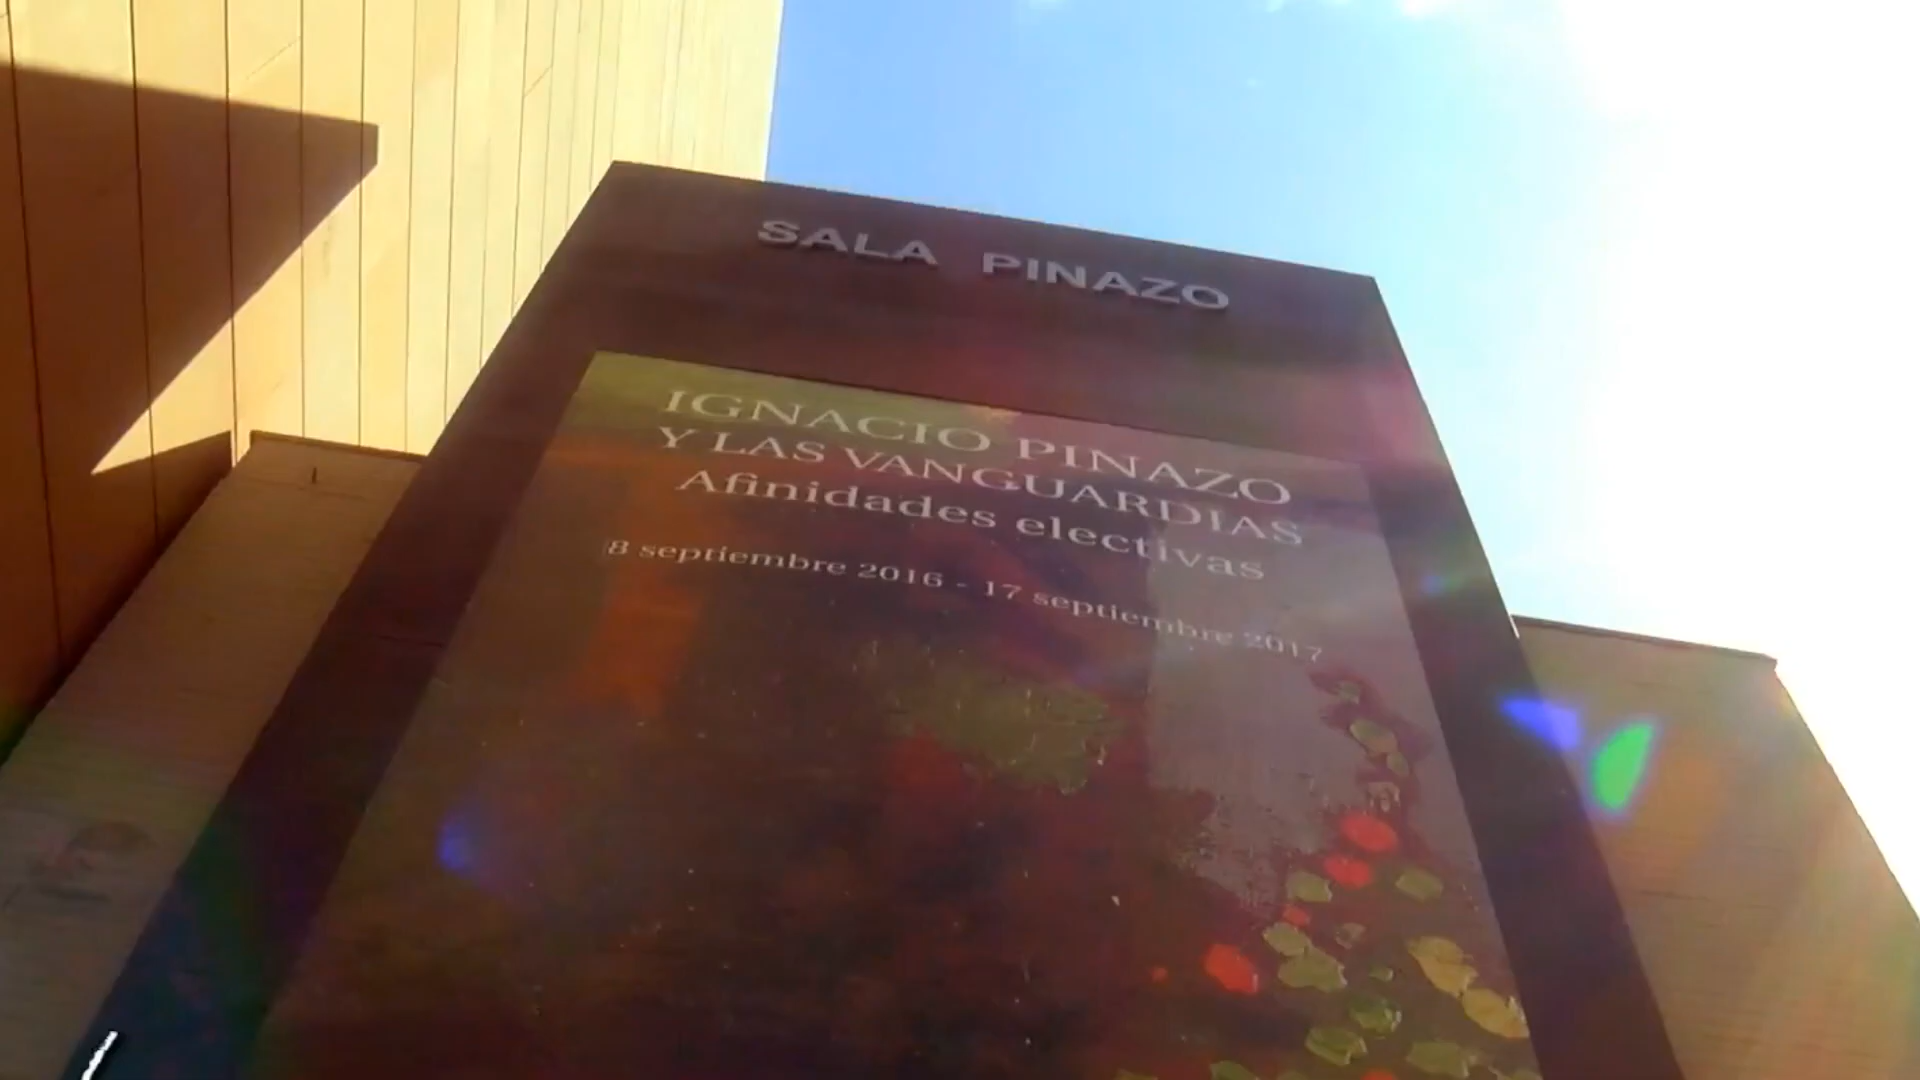 SALA PINAZO
IGNACIO PINAZO
Y LAS VANGUARDIAS
Afinidades electivas
8 septiembre 2016 - 17 septiembre 2017